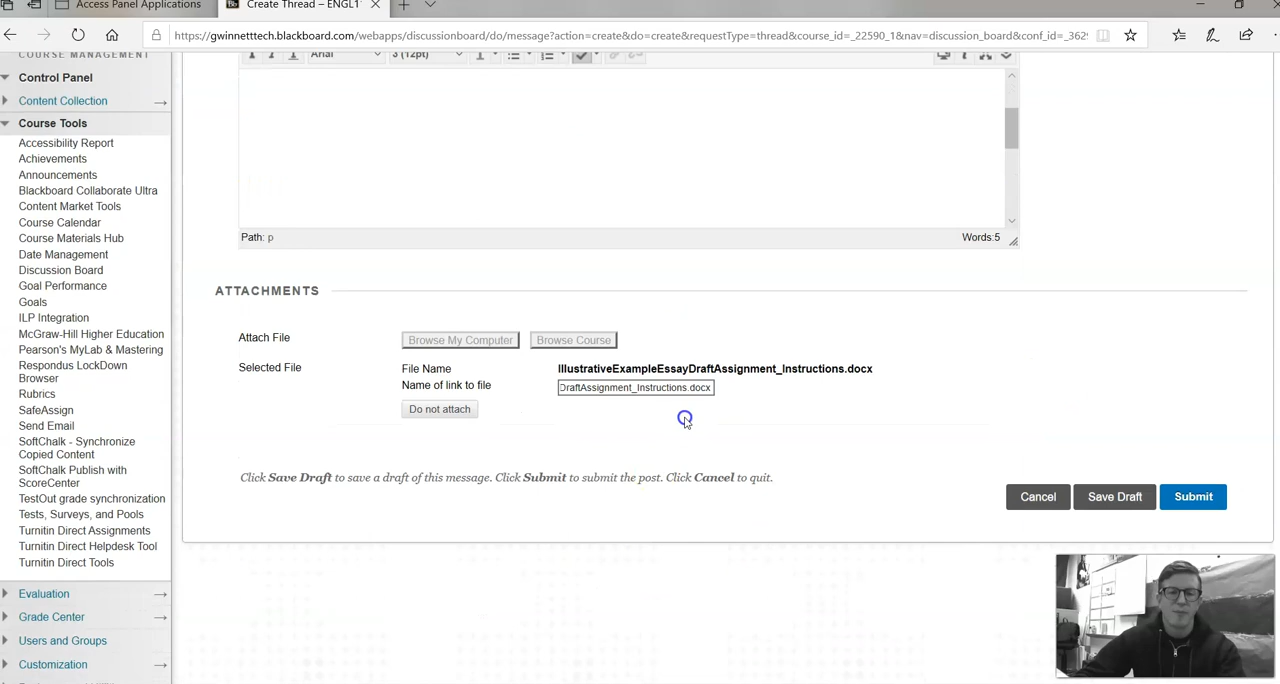 Access Panel Applications
Create Thread – ENGL1
https://gwinnetttech.blackboard.com/webapps/discussionboard/do/message?action=create&do=create&requestType=thread&course_id=_22590_1&nav=discussion_board&conf_id=_362
COURSE MANAGEMENT
Control Panel
Content Collection
Course Tools
Accessibility Report
Achievements
Announcements
Blackboard Collaborate Ultra
Content Market Tools
Course Calendar
Course Materials Hub
Date Management
Discussion Board
Goal Performance
Goals
ILP Integration
McGraw-Hill Higher Education
Pearson's MyLab & Mastering
Respondus LockDown
Browser
Rubrics
SafeAssign
Send Email
SoftChalk - Synchronize
Copied Content
SoftChalk Publish with
ScoreCenter
TestOut grade synchronization
Tests, Surveys, and Pools
Turnitin Direct Assignments
Turnitin Direct Helpdesk Tool
Turnitin Direct Tools
Evaluation
Grade Center
Users and Groups
Customization
Arial
3 (12pt)
Path: p
Words:5
ATTACHMENTS
Attach File
Browse My Computer
Browse Course
Selected File
File Name
IllustrativeExampleEssayDraftAssignment_Instructions.docx
Name of link to file
DraftAssignment_Instructions.docx
Do not attach
Click Save Draft to save a draft of this message. Click Submit to submit the post. Click Cancel to quit.
Cancel
Save Draft
Submit